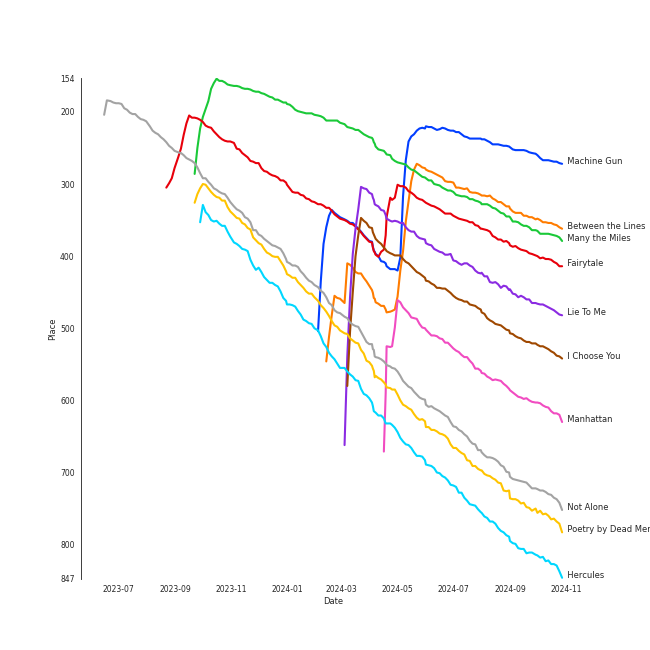 154
200
300
400
500
600
700
800
847
Place
2023-07
2023-09
2023-11
2024-01
2024-03
2024-05
2024-07
2024-09
2024-11
Date
Machine Gun
Between the Lines
Many the Miles
Fairytale
Lie To Me
I Choose You
Manhattan
Not Alone
Poetry by Dead Men
Hercules